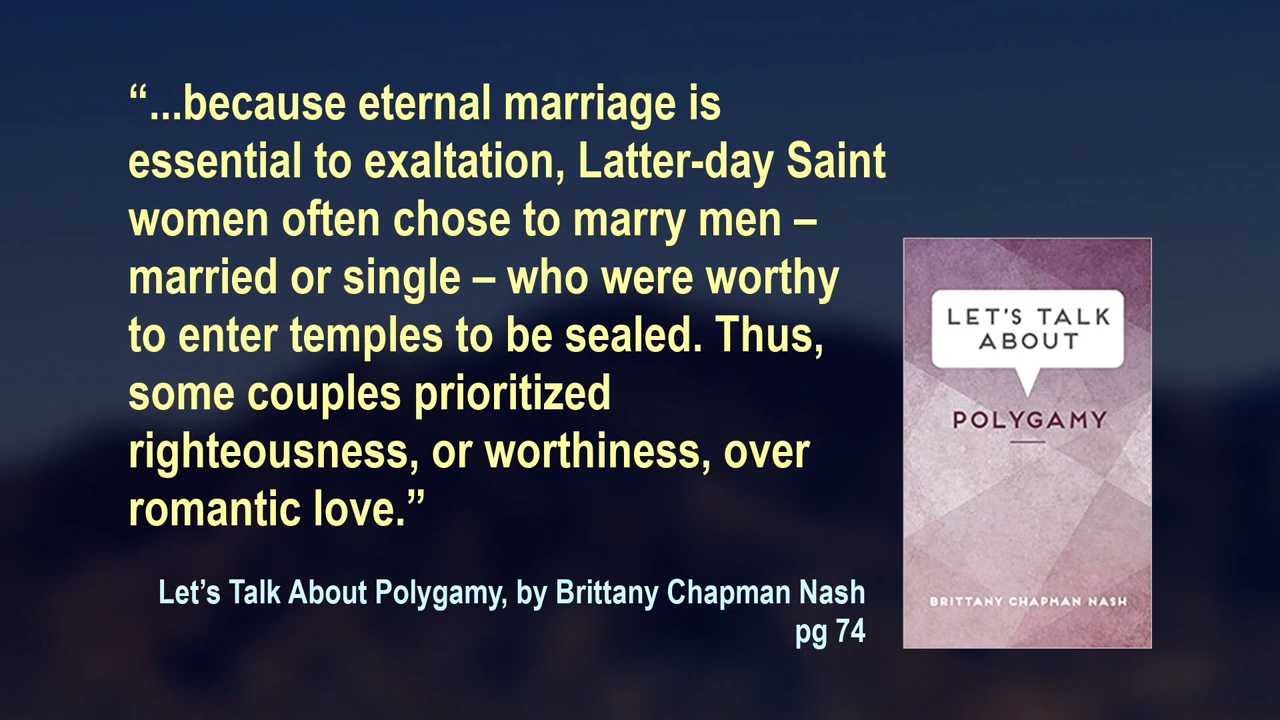 “...because eternal marriage is
essential to exaltation, Latter-day Saint
women often chose to marry men –
married or single – who were worthy
to enter temples to be sealed. Thus,
some couples prioritized
righteousness, or worthiness, over
romantic love.”
Let’s Talk About Polygamy, by Brittany Chapman Nash
pg 74
LET'S TALK
ABOUT
POLYGAMY
BRITTANY CHAPMAN NASH